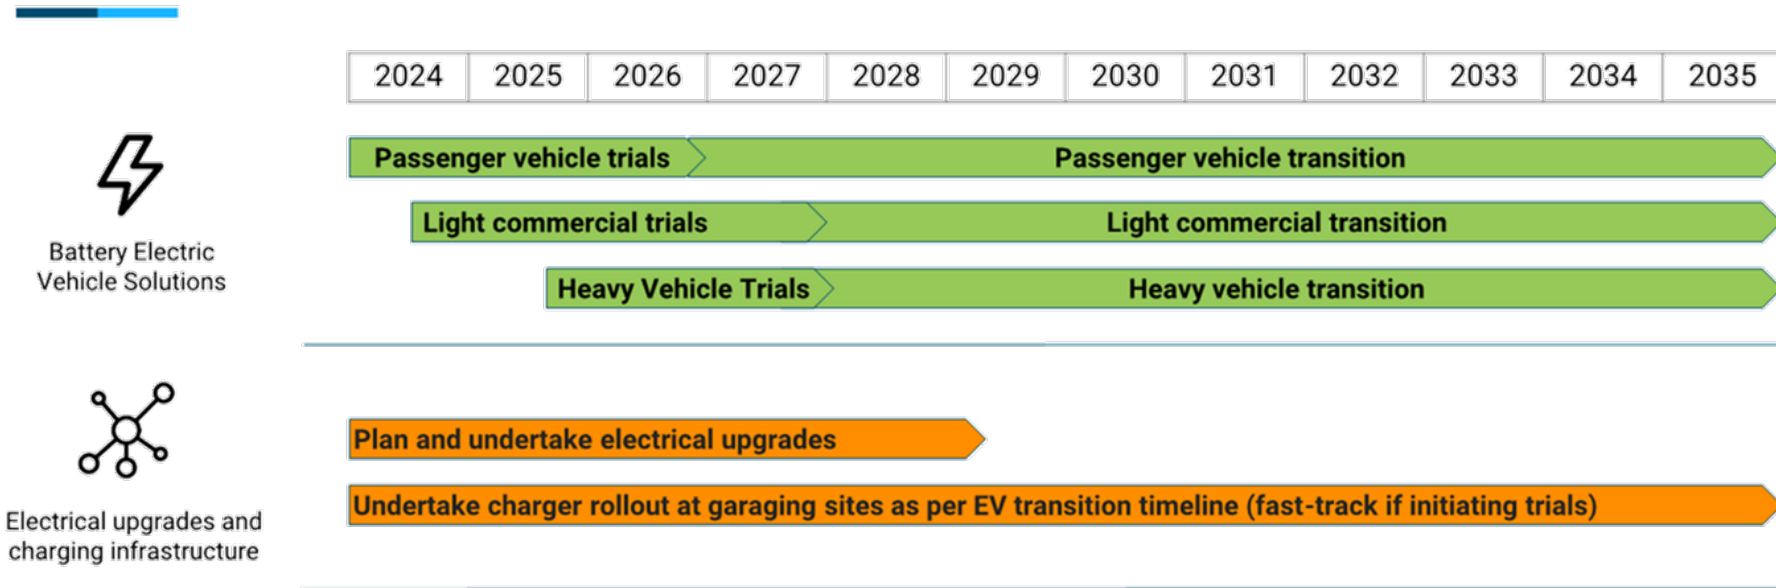 2024 2025 2026 2027 2028 2029 2030 2031 2032 2033 2034 2035
Passenger vehicle trials Passenger vehicle transition
Light commercial trials Light commercial transition
Battery Electric
Vehicle Solutions
Heavy Vehicle Trials Heavy vehicle transition
Plan and undertake electrical upgrades
Undertake charger rollout at garaging sites as per EV transition timeline (fast-track if initiating trials)
Electrical upgrades and
charging infrastructure